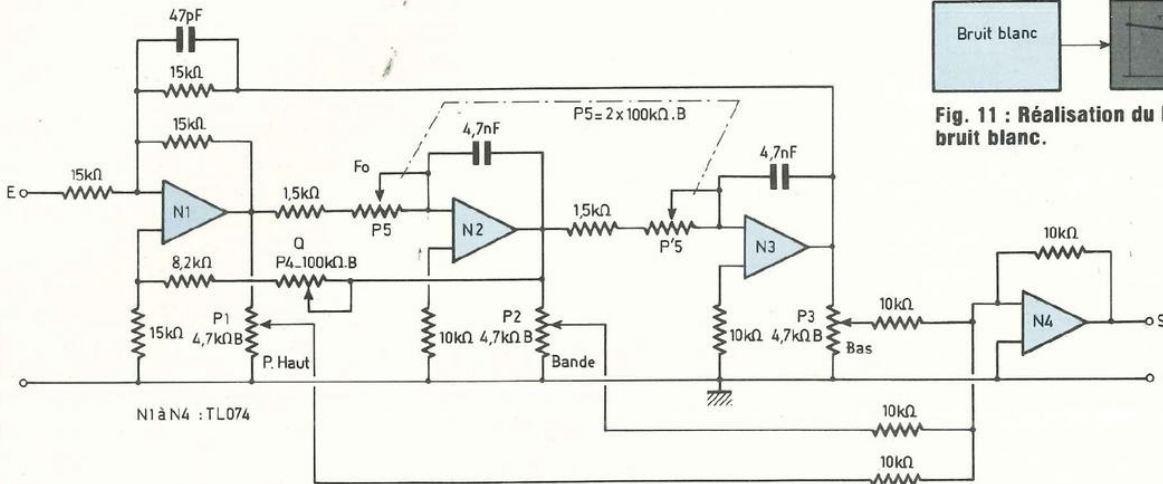 47pF
15kΩ
15kΩ
15kΩ
E
N1
1,5kΩ
Fo
P5
P5=2x100kΩ.B
4,7nF
N2
1,5kΩ
P'5
4,7nF
N3
8,2kΩ
Q
P4_100kΩ.B
15kΩ
P1
4,7kΩB
P.Haut
10kΩ
P2
4,7kΩB
Bande
10kΩ
P3
4,7kΩB
Bas
10kΩ
10kΩ
N4
S
10kΩ
10kΩ
N1 à N4 : TL074
Bruit blanc
Fig. 11 : Réalisation du
bruit blanc.